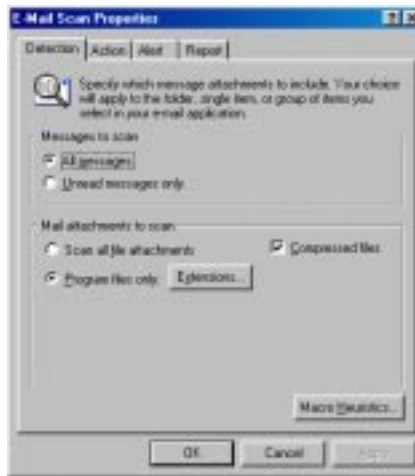 E-Mail Scan Properties
Detection Action Alert Report
Specify which message attachments to include. Your choice
will apply to the folder, single item, or group of items you
select in your e-mail application.
Messages to scan
All messages
Unread messages only
Mail attachments to scan
Scan all file attachments
Compressed files
Program files only
Extensions...
Macro Heuristics...
OK Cancel Apply